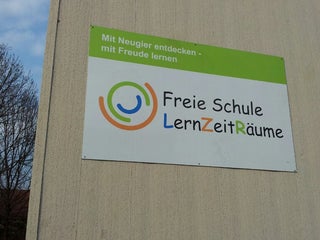 Mit Neugier entdecken -
mit Freude lernen
Freie Schule
LernZeitRäume